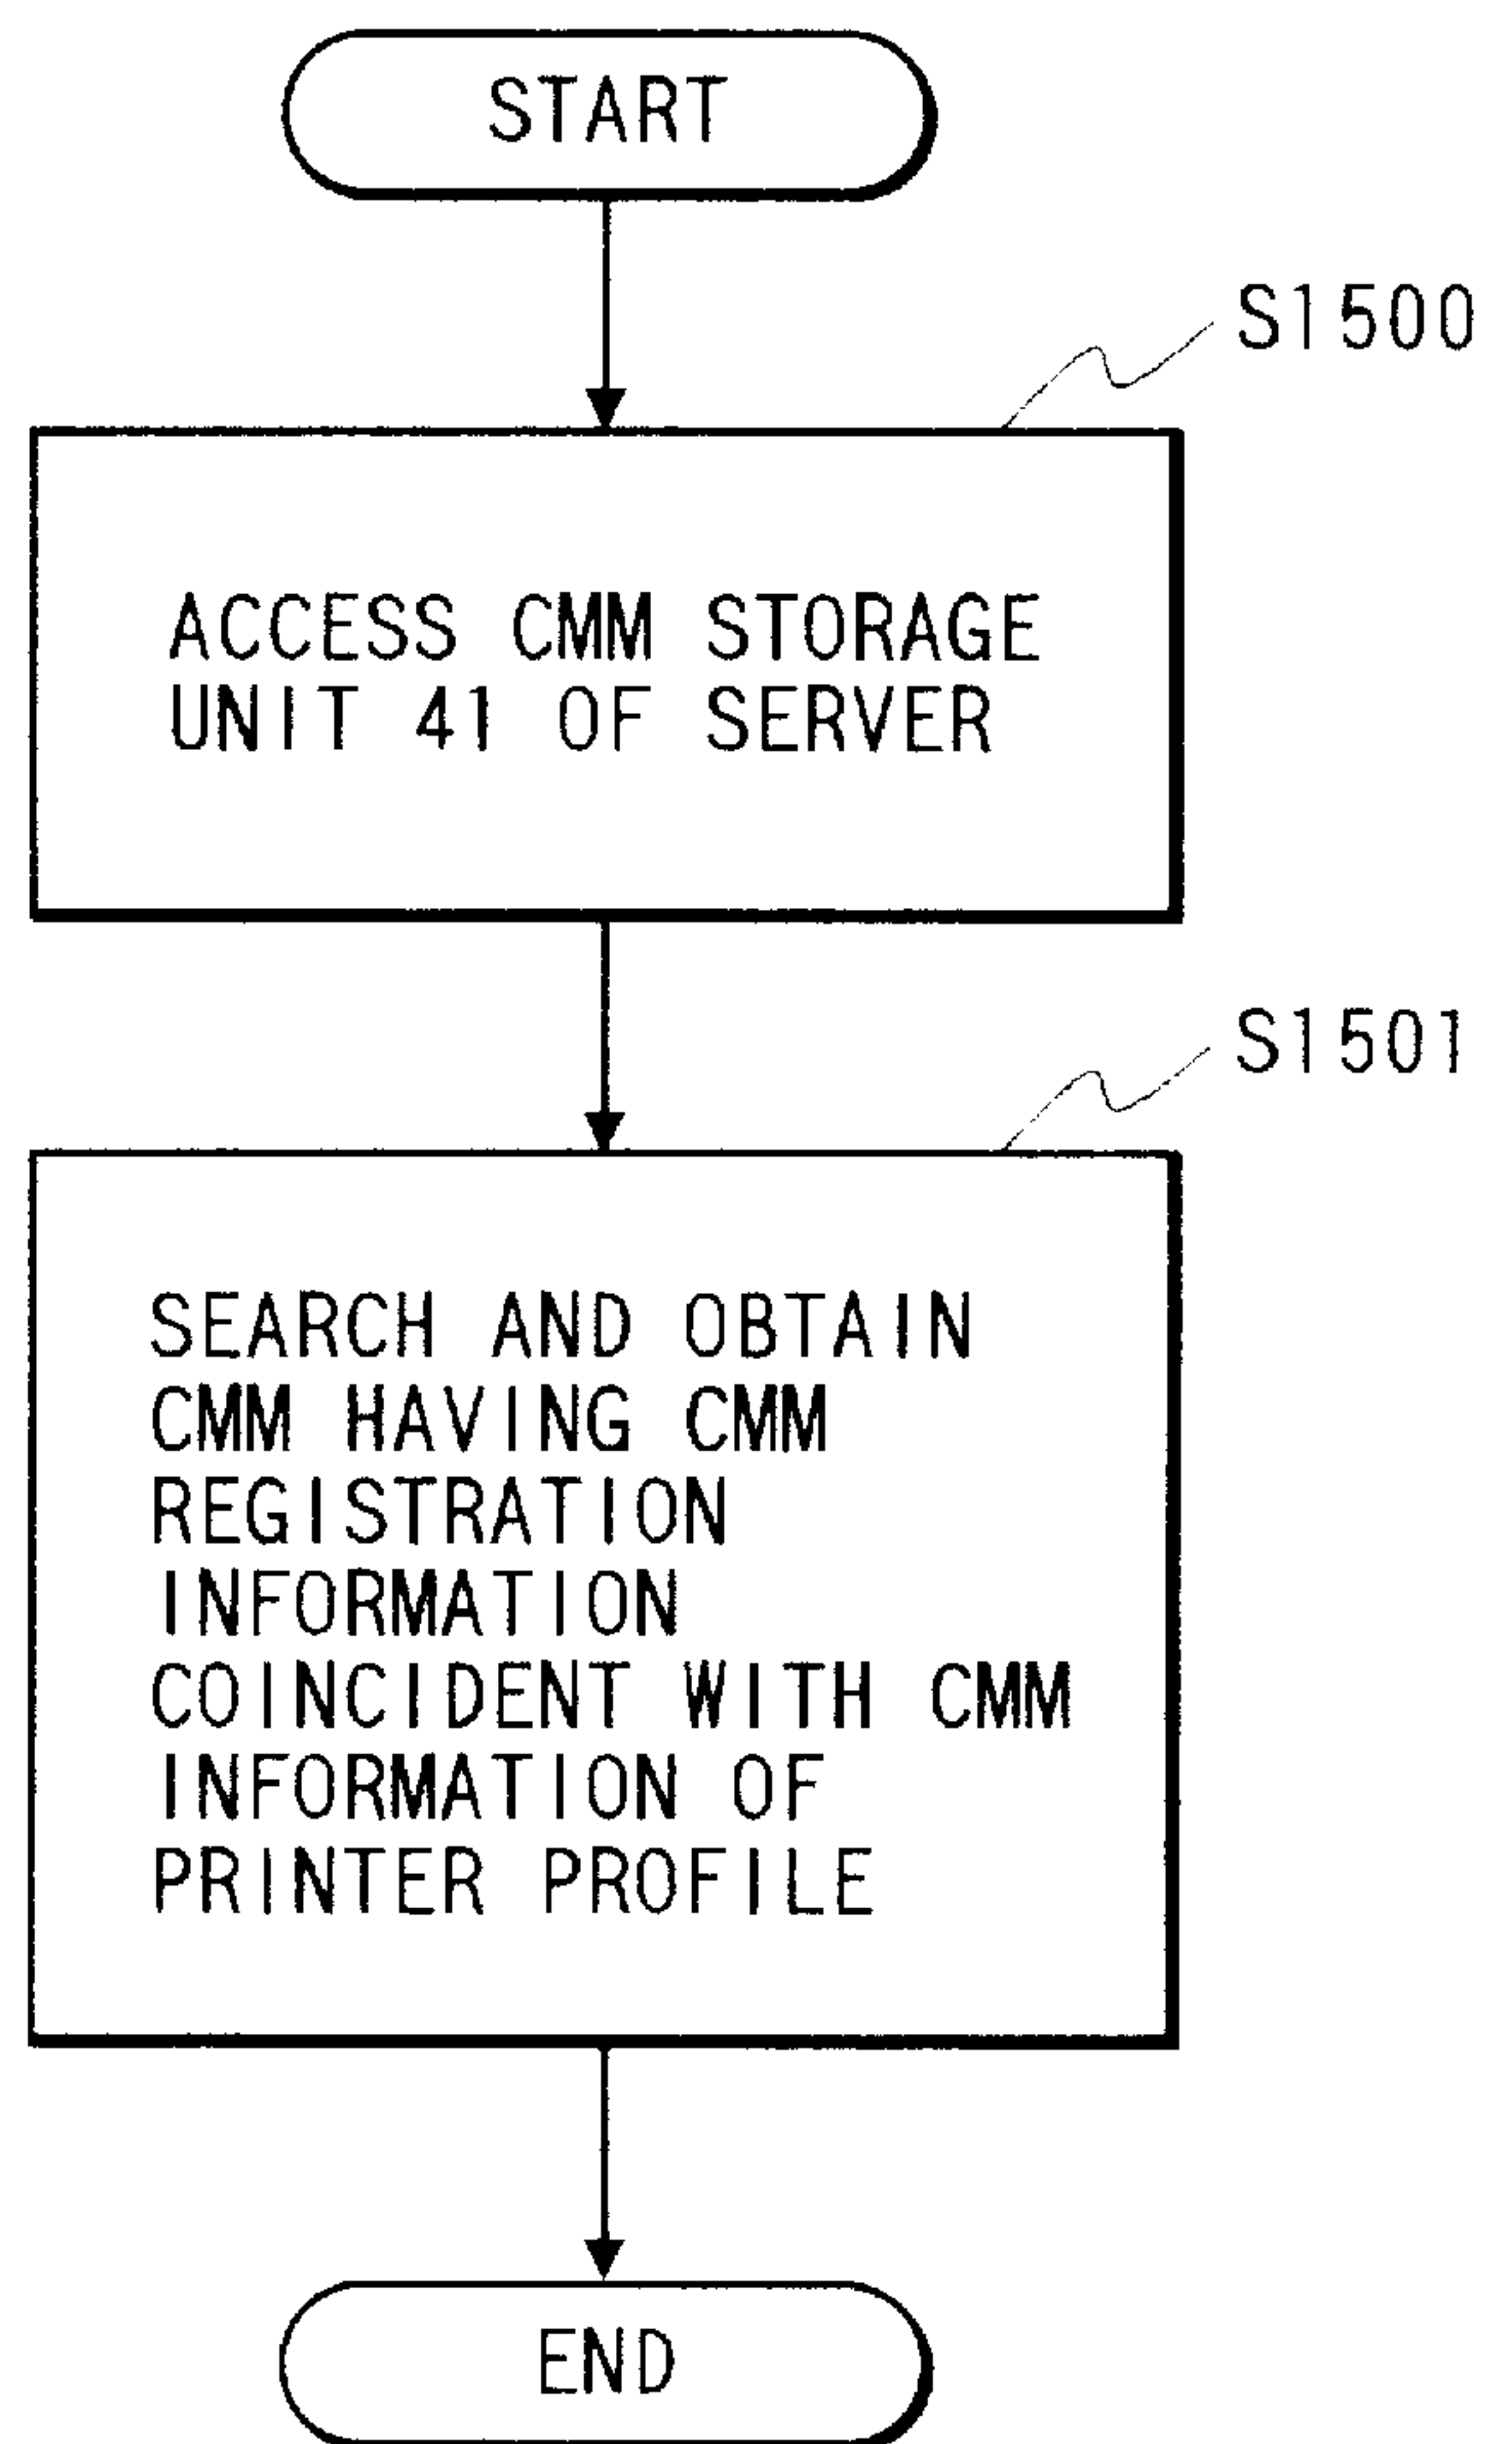 START
S1500
ACCESS CMM STORAGE
UNIT 41 OF SERVER
S1501
SEARCH AND OBTAIN
CMM HAVING CMM
REGISTRATION
INFORMATION
COINCIDENT WITH CMM
INFORMATION OF
PRINTER PROFILE
END